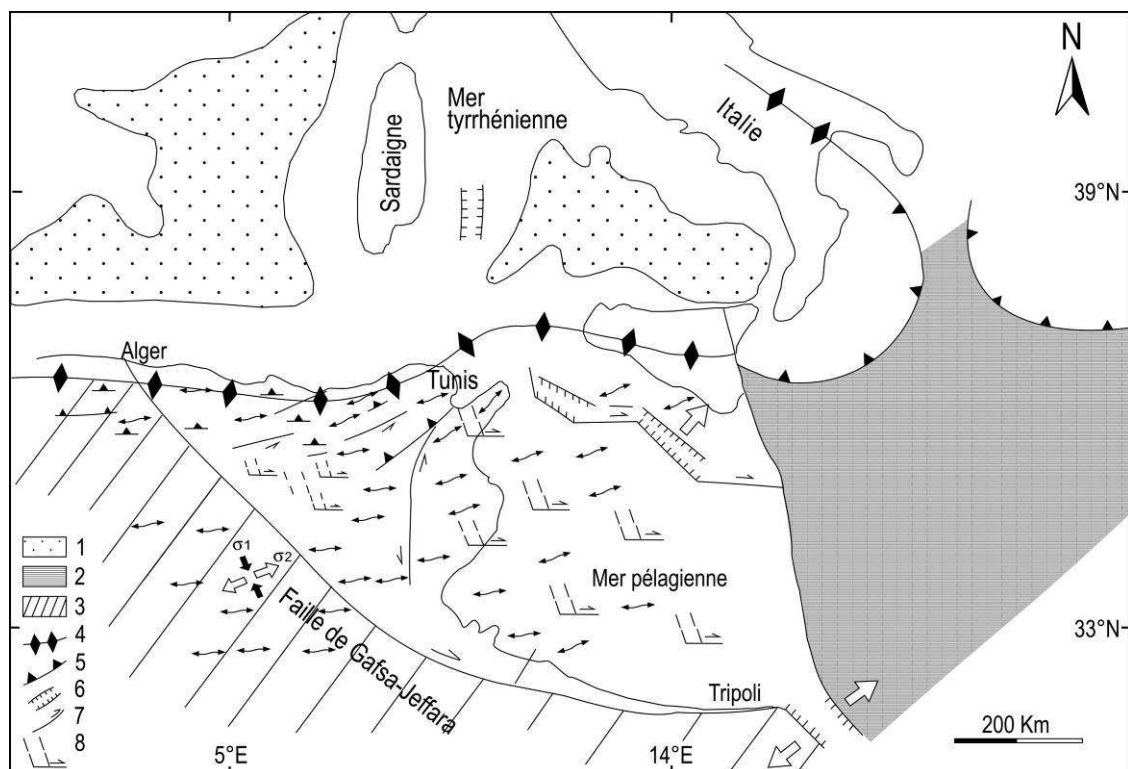 N
Mer
tyrrhénienne
Italie
Sardaigne
39°N
Alger
Tunis
σ1
σ2
1
2
3
4
5
6
7
8
Mer pélagienne
33°N
Faille de Gafsa-Jeffara
Tripoli
200 Km
5°E
14°E